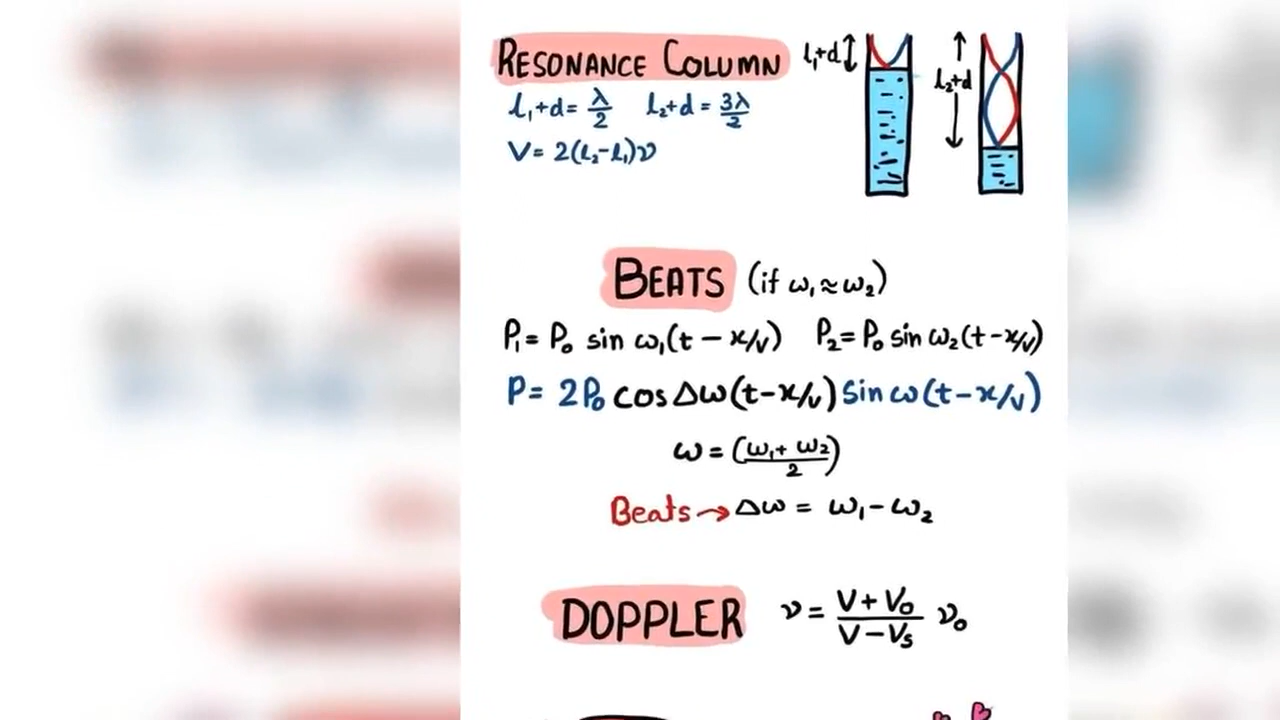 RESONANCE COLUMN
l₁+d
l₂+d
l₁+d = λ/2 l₂+d = 3λ/2
V = 2(l₂-l₁)ν
BEATS (if ω₁≈ω₂)
P₁= P₀ sin ω₁(t – x/v) P₂= P₀ sin ω₂(t-x/v)
P= 2P₀ cos Δω(t-x/v) Sin ω(t-x/v)
ω = (ω₁+ ω₂/2)
Beats → Δω = ω₁-ω₂
DOPPLER ν = V+V₀/V-Vs ν₀